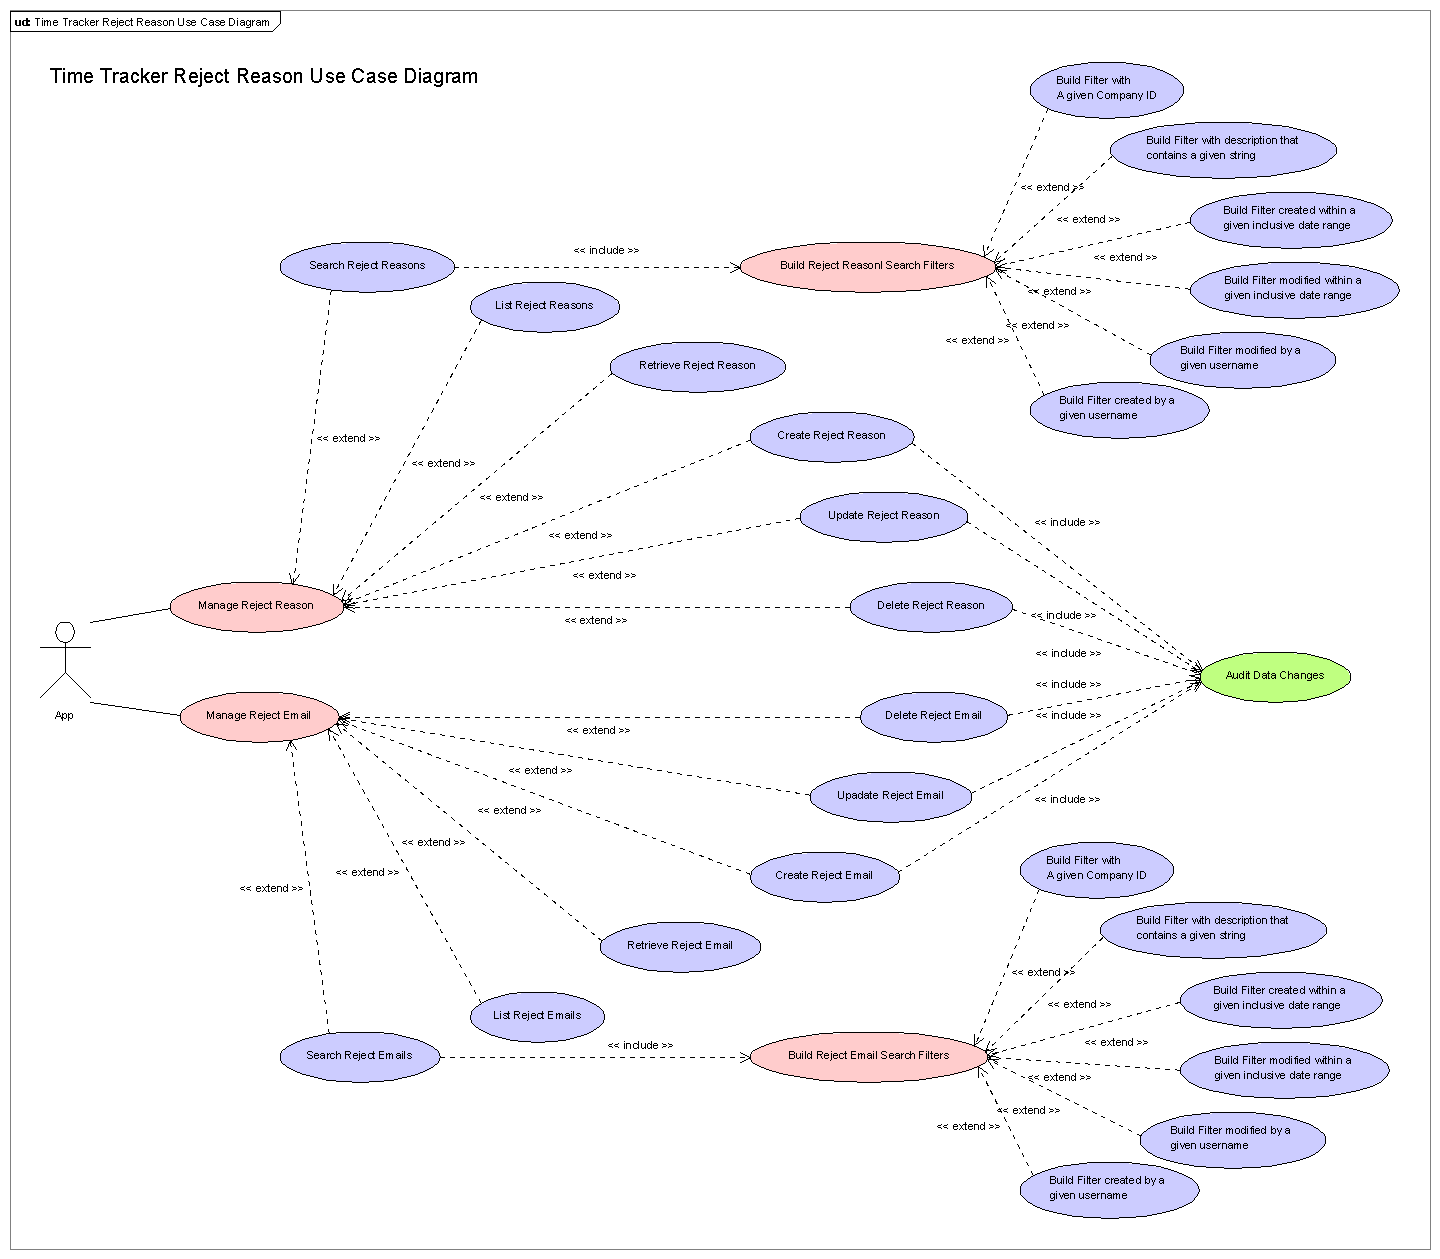 ud: Time Tracker Reject Reason Use Case Diagram
Time Tracker Reject Reason Use Case Diagram
Build Filter with
A given Company ID
Build Filter with description that
contains a given string
<< extend >>
Build Filter created within a
given inclusive date range
<< extend >>
<< include >>
<< extend >>
Search Reject Reasons
Build Reject Reasonl Search Filters
Build Filter modified within a
given inclusive date range
<< extend >>
List Reject Reasons
<< extend >>
<< extend >>
Build Filter modified by a
given username
Retrieve Reject Reason
Build Filter created by a
given username
Create Reject Reason
<< extend >>
<< extend >>
<< extend >>
Update Reject Reason
<< include >>
<< extend >>
<< extend >>
Manage Reject Reason
Delete Reject Reason
<< include >>
<< extend >>
<< include >>
Audit Data Changes
<< include >>
App
Manage Reject Email
Delete Reject Email
<< include >>
<< extend >>
<< extend >>
Upadate Reject Email
<< include >>
<< extend >>
<< extend >>
Build Filter with
A given Company ID
<< extend >>
Create Reject Email
<< extend >>
Build Filter with description that
contains a given string
Retrieve Reject Email
<< extend >>
Build Filter created within a
given inclusive date range
<< extend >>
List Reject Emails
<< include >>
<< extend >>
Search Reject Emails
Build Reject Email Search Filters
Build Filter modified within a
given inclusive date range
<< extend >>
<< extend >>
<< extend >>
Build Filter modified by a
given username
Build Filter created by a
given username